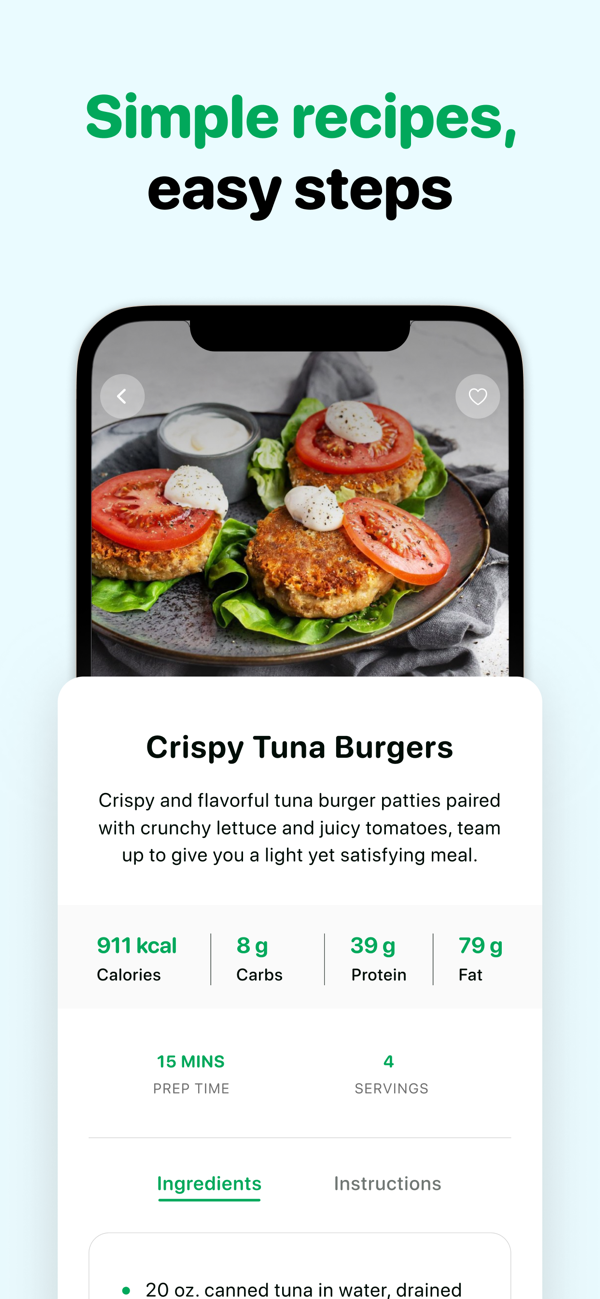 Simple recipes,
easy steps
Crispy Tuna Burgers
Crispy and flavorful tuna burger patties paired
with crunchy lettuce and juicy tomatoes, team
up to give you a light yet satisfying meal.
911 kcal 8 g 39 g 79 g
Calories Carbs Protein Fat
15 MINS 4
PREP TIME SERVINGS
Ingredients Instructions
20 oz. canned tuna in water, drained